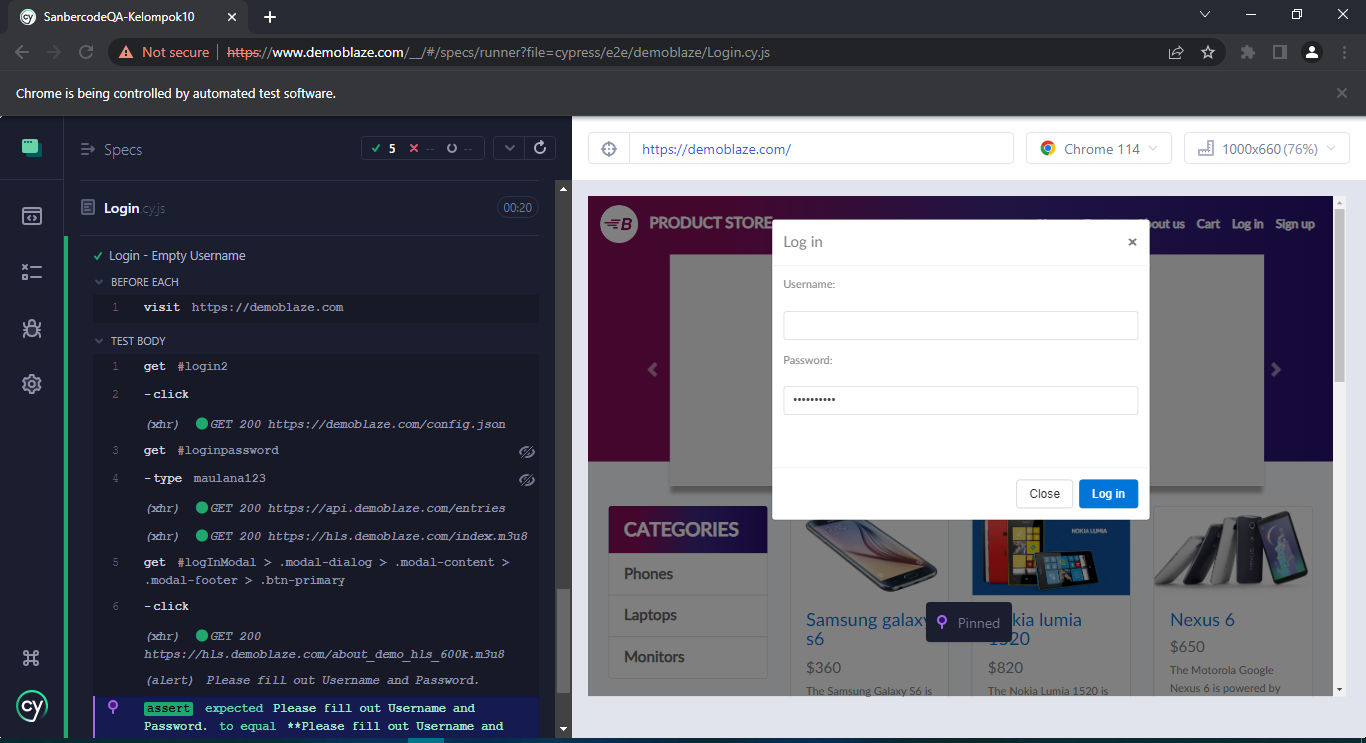 SanbercodeQA-Kelompok10
Not secure | https://www.demoblaze.com/__/#/specs/runner?file=cypress/e2e/demoblaze/Login.cy.js
Chrome is being controlled by automated test software.
Specs
5 -- --
Login.cy.js 00:20
Login - Empty Username
BEFORE EACH
1 visit https://demoblaze.com
TEST BODY
1 get #login2
2 -click
(xhr) GET 200 https://demoblaze.com/config.json
3 get #loginpassword
4 -type maulana123
(xhr) GET 200 https://api.demoblaze.com/entries
(xhr) GET 200 https://hls.demoblaze.com/index.m3u8
5 get #logInModal > .modal-dialog > .modal-content >
.modal-footer > .btn-primary
6 -click
(xhr) GET 200
https://hls.demoblaze.com/about_demo_hls_600k.m3u8
(alert) Please fill out Username and Password.
assert expected Please fill out Username and
Password. to equal **Please fill out Username and
cy
https://demoblaze.com/
Chrome 114
1000x660 (76%)
B PRODUCT STORE
out us Cart Log in Sign up
Log in ×
Username:
Password:
••••••••••
Close Log in
CATEGORIES
Phones
Laptops
Monitors
NOKIA LUMIA
Samsung galaxy
s6
$360
The Samsung Galaxy S6 is
kia lumia
1520
$820
The Nokia Lumia 1520 is
Nexus 6
$650
The Motorola Google
Nexus 6 is powered by
Pinned